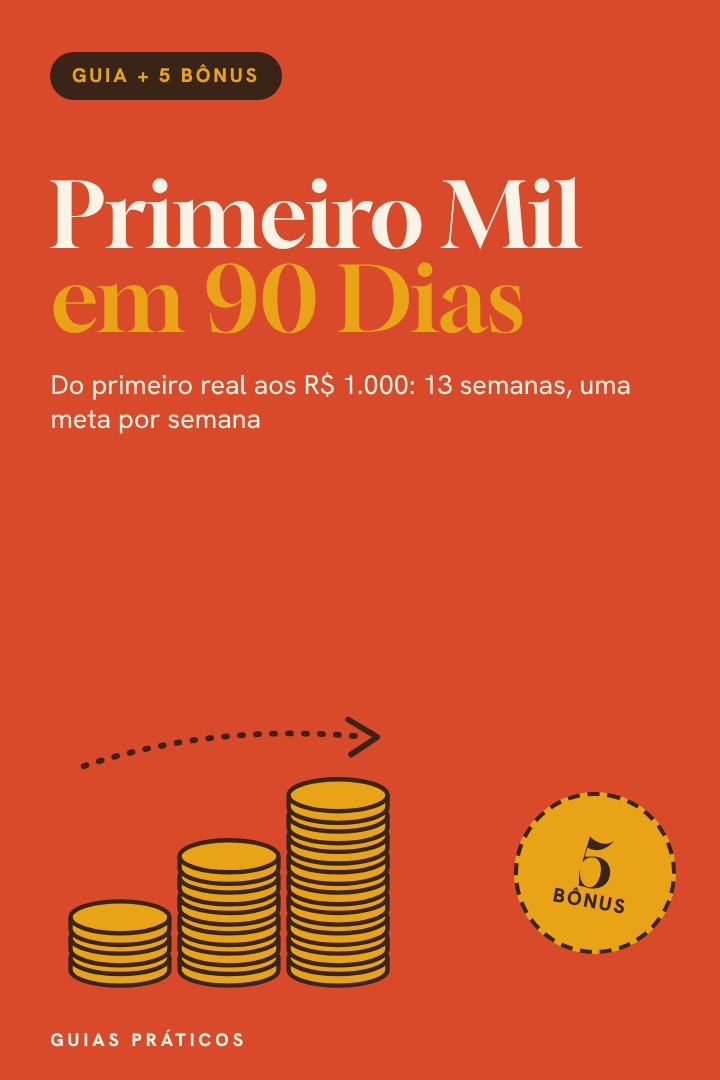 GUIA + 5 BÔNUS
Primeiro Mil
em 90 Dias
Do primeiro real aos R$ 1.000: 13 semanas, uma
meta por semana
5
BÔNUS
GUIAS PRÁTICOS